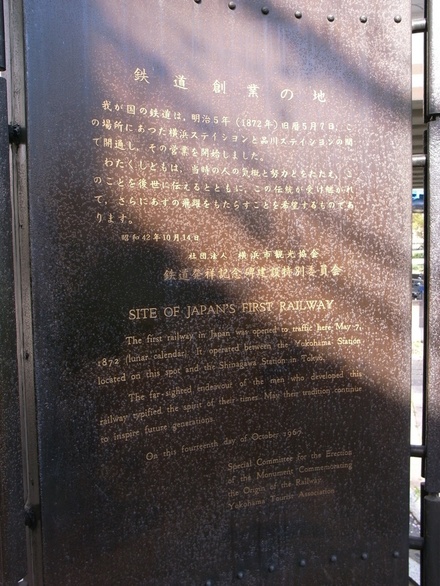 鉄道創業の地
我が国の鉄道は、明治5年(1872年)旧暦5月7日、こ
の場所にあった横浜ステイションと品川ステイションの間
で開通し、その営業を開始しました。
わたくしどもは、当時の人の気概と努力とをたたえ、こ
のことを後世に伝えるとともに、この伝統が受け継がれ
て、さらにあすの飛躍をもたらすことを希望するものであ
ります。
昭和42年10月14日
社団法人 横浜市観光協会
鉄道発祥記念碑建設特別委員会
SITE OF JAPAN'S FIRST RAILWAY
The first railway in Japan was opened to traffic here, May 7,
1872 (lunar calendar). It operated between the Yokohama Station
located on this spot and the Shinagawa Station in Tokyo.
The far-sighted endeavour of the men who developed this
railway typified the spirit of their times. May their tradition continue
to inspire future generations.
On this fourteenth day of October 1967.
Special Committee for the Erection
of the Monument Commemorating
the Origin of the Railway,
Yokohama Tourist Association